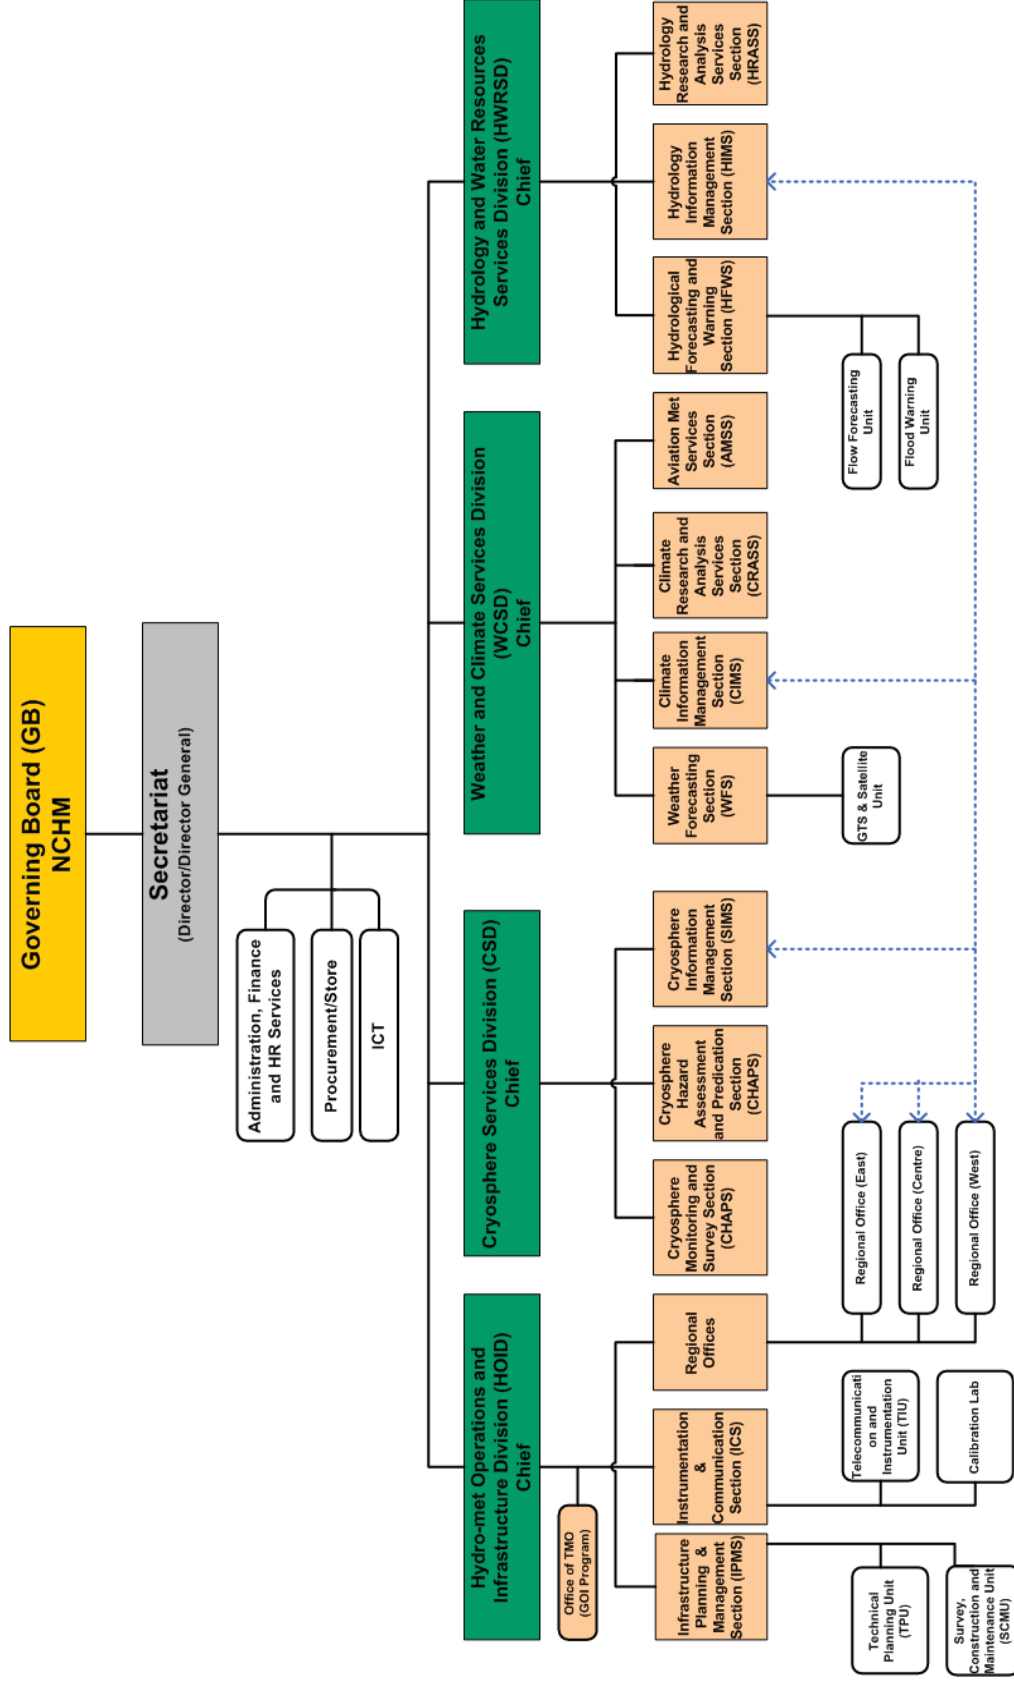 Governing Board (GB)
NCHM
Secretariat
(Director/Director General)
Administration, Finance
and HR Services
Procurement/Store
ICT
Hydro-met Operations and
Infrastructure Division (HOID)
Chief
Cryosphere Services Division (CSD)
Chief
Weather and Climate Services Division
(WCSD)
Chief
Hydrology and Water Resources
Services Division (HWRSD)
Chief
Office of TMO
(GOI Program)
Infrastructure
Planning &
Management
Section (IPMS)
Instrumentation
&
Communication
Section (ICS)
Regional
Offices
Cryosphere
Monitoring and
Survey Section
(CHAPS)
Cryosphere
Hazard
Assessment
and Predication
Section
(CHAPS)
Cryosphere
Information
Management
Section (SIMS)
Weather
Forecasting
Section
(WFS)
Climate
Information
Management
Section
(CIMS)
Climate
Research and
Analysis
Services
Section
(CRASS)
Aviation Met
Services
Section
(AMSS)
Hydrological
Forecasting and
Warning
Section (HFWS)
Hydrology
Information
Management
Section (HIMS)
Hydrology
Research and
Analysis
Services
Section
(HRASS)
Technical
Planning Unit
(TPU)
Survey,
Construction and
Maintenance Unit
(SCMU)
Telecommunicati
on and
Instrumentation
Unit (TIU)
Calibration Lab
Regional Office (East)
Regional Office (Centre)
Regional Office (West)
GTS & Satellite
Unit
Flow Forecasting
Unit
Flood Warning
Unit